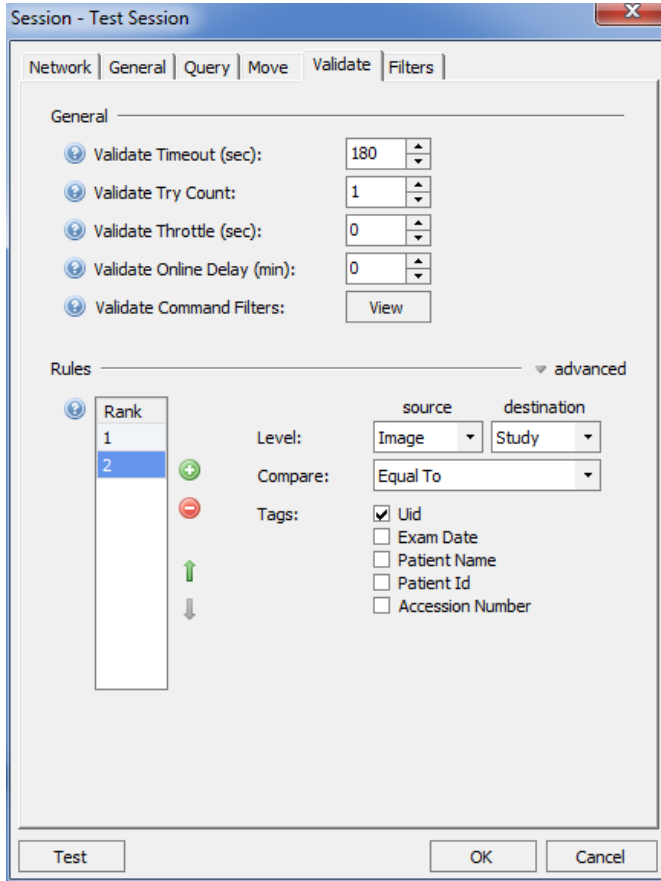 Session - Test Session
X
Network General Query Move Validate Filters
General
Validate Timeout (sec): 180
Validate Try Count: 1
Validate Throttle (sec): 0
Validate Online Delay (min): 0
Validate Command Filters: View
Rules advanced
Rank source destination
1 Level: Image Study
2 Compare: Equal To
Tags: Uid
Exam Date
Patient Name
Patient Id
Accession Number
Test OK Cancel